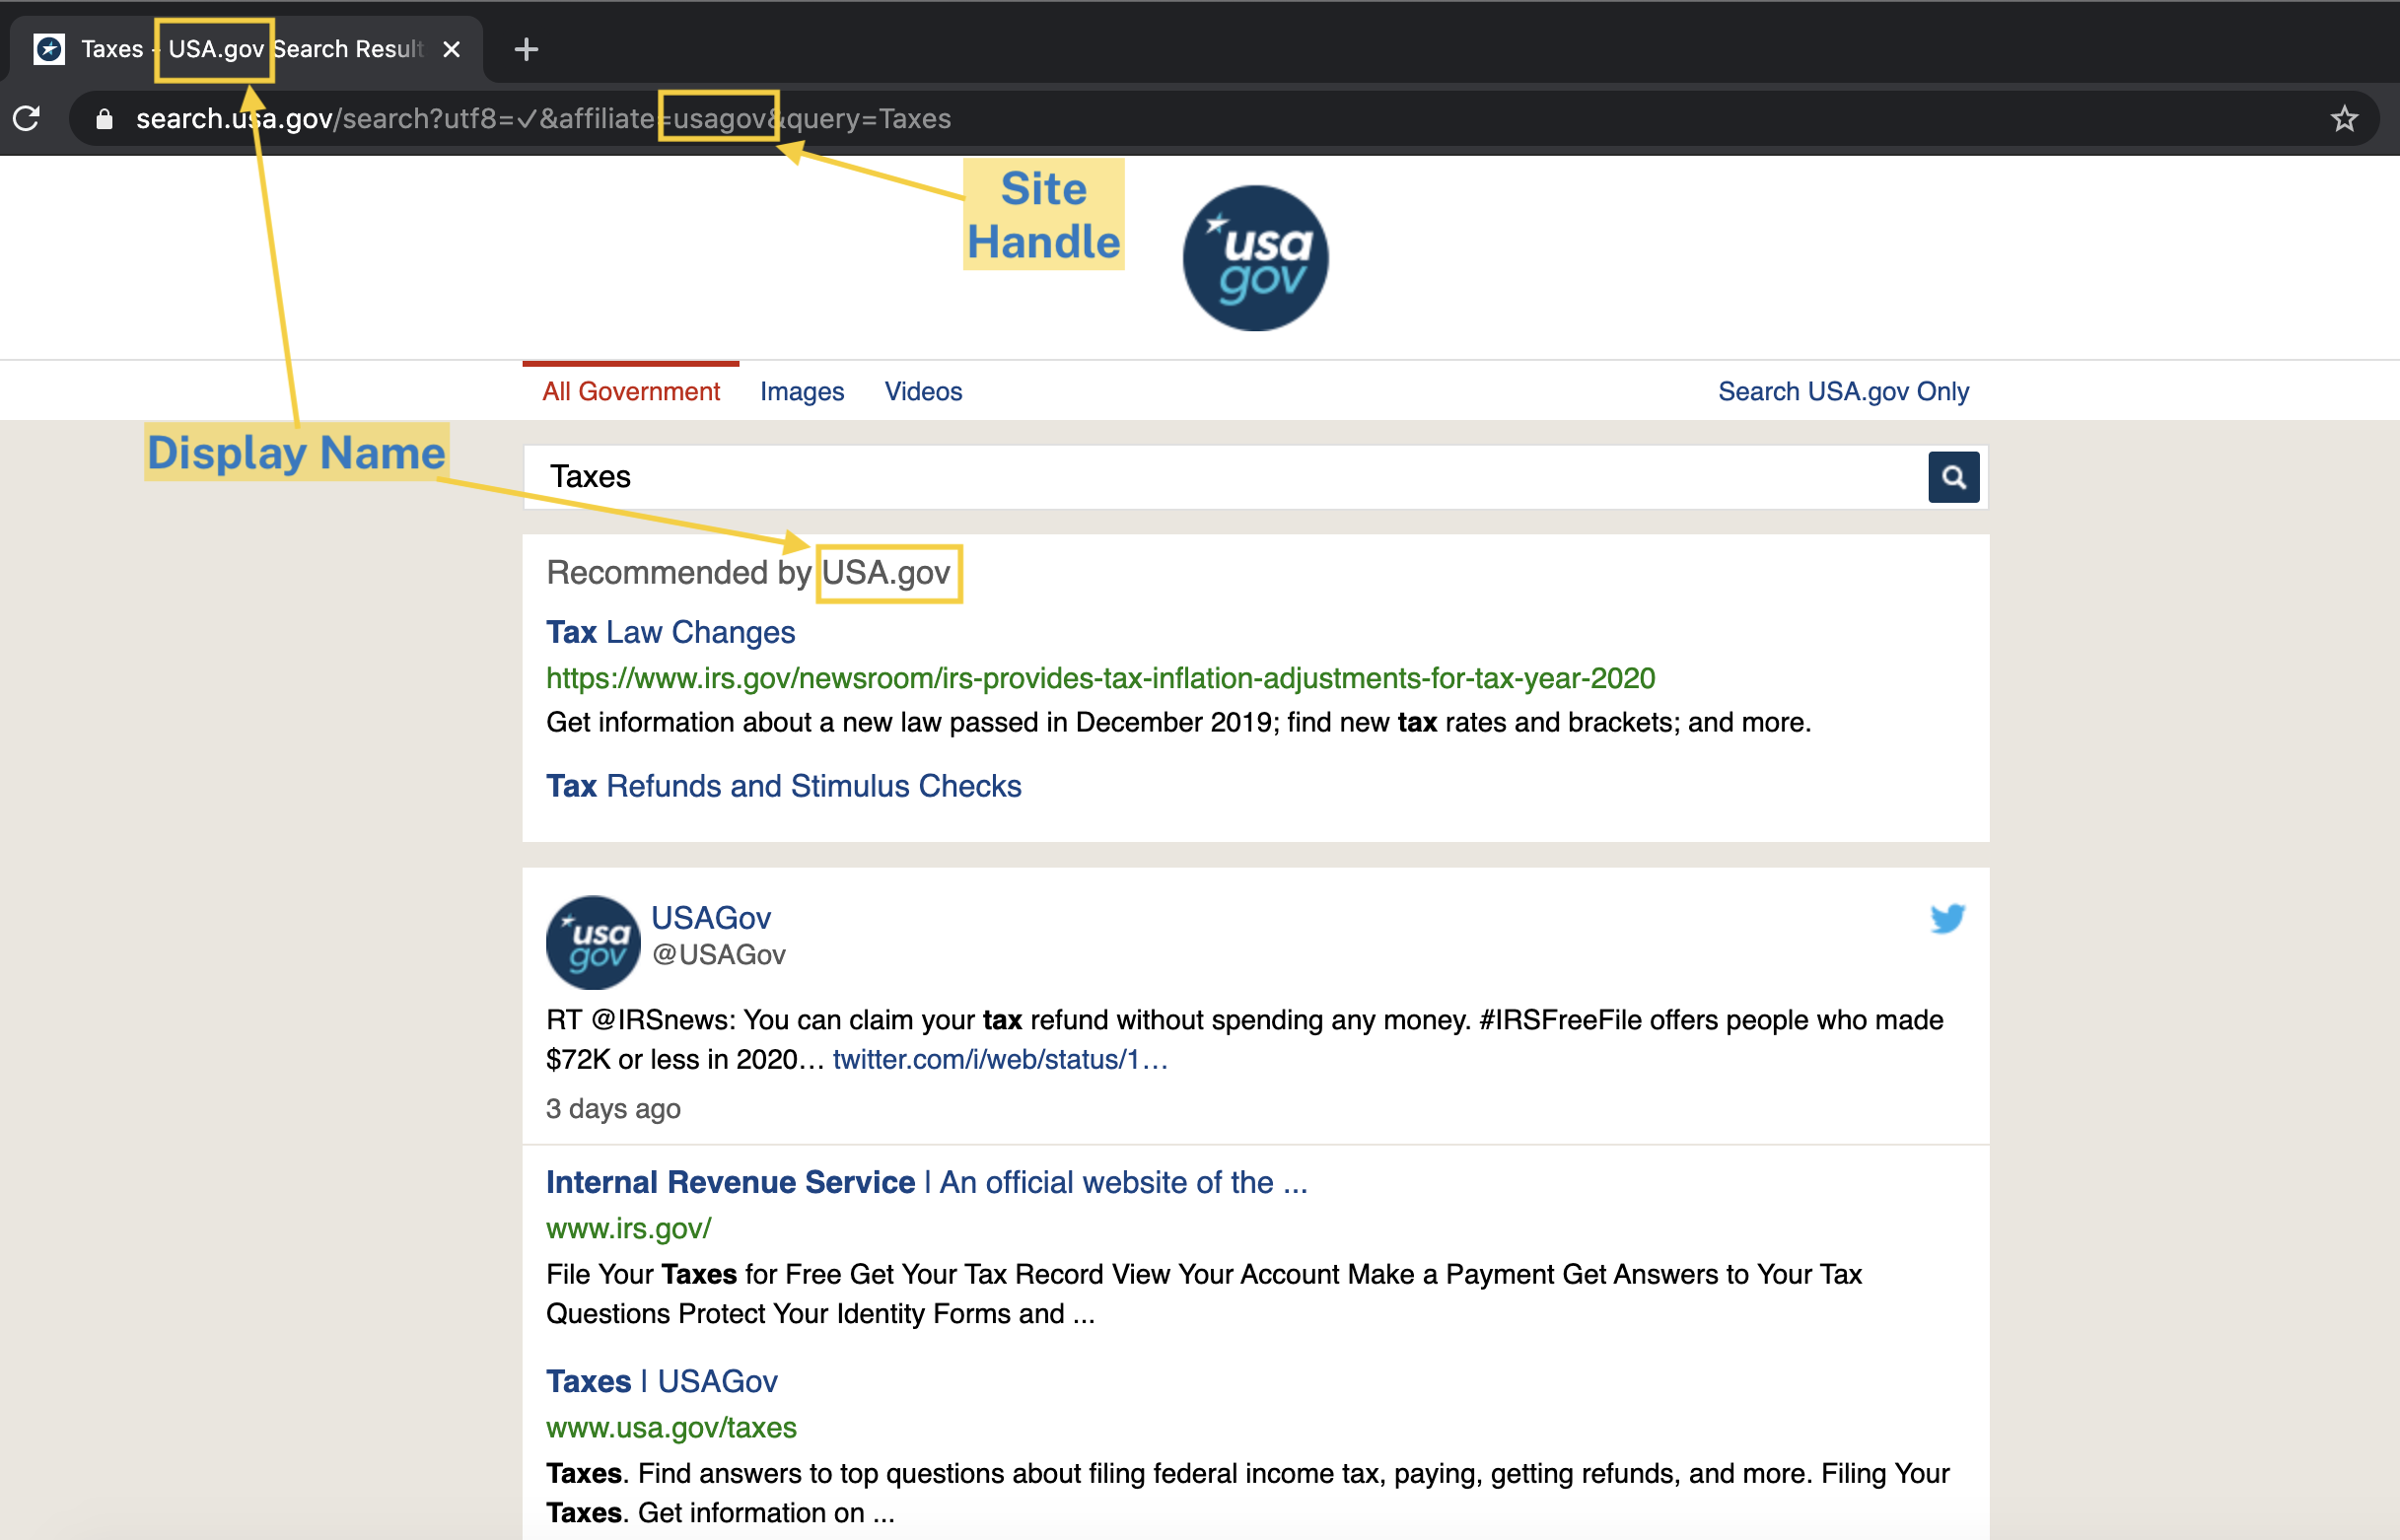 Taxes - USA.gov Search Result
search.usa.gov/search?utf8=✓&affiliate=usagov&query=Taxes
Site
Handle
usa
gov
All Government Images Videos Search USA.gov Only
Display Name
Taxes
Recommended by USA.gov
Tax Law Changes
https://www.irs.gov/newsroom/irs-provides-tax-inflation-adjustments-for-tax-year-2020
Get information about a new law passed in December 2019; find new tax rates and brackets; and more.
Tax Refunds and Stimulus Checks
usa
gov
USAGov
@USAGov
RT @IRSnews: You can claim your tax refund without spending any money. #IRSFreeFile offers people who made
$72K or less in 2020… twitter.com/i/web/status/1…
3 days ago
Internal Revenue Service | An official website of the ...
www.irs.gov/
File Your Taxes for Free Get Your Tax Record View Your Account Make a Payment Get Answers to Your Tax
Questions Protect Your Identity Forms and ...
Taxes | USAGov
www.usa.gov/taxes
Taxes. Find answers to top questions about filing federal income tax, paying, getting refunds, and more. Filing Your
Taxes. Get information on ...